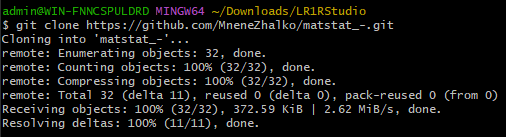 admin@WIN-FNNCSPULDRD MINGW64 ~/Downloads/LR1RStudio
$ git clone https://github.com/MneneZhalko/matstat_-.git
Cloning into 'matstat_-'...
remote: Enumerating objects: 32, done.
remote: Counting objects: 100% (32/32), done.
remote: Compressing objects: 100% (21/21), done.
remote: Total 32 (delta 11), reused 0 (delta 0), pack-reused 0 (from 0)
Receiving objects: 100% (32/32), 372.59 KiB | 2.62 MiB/s, done.
Resolving deltas: 100% (11/11), done.